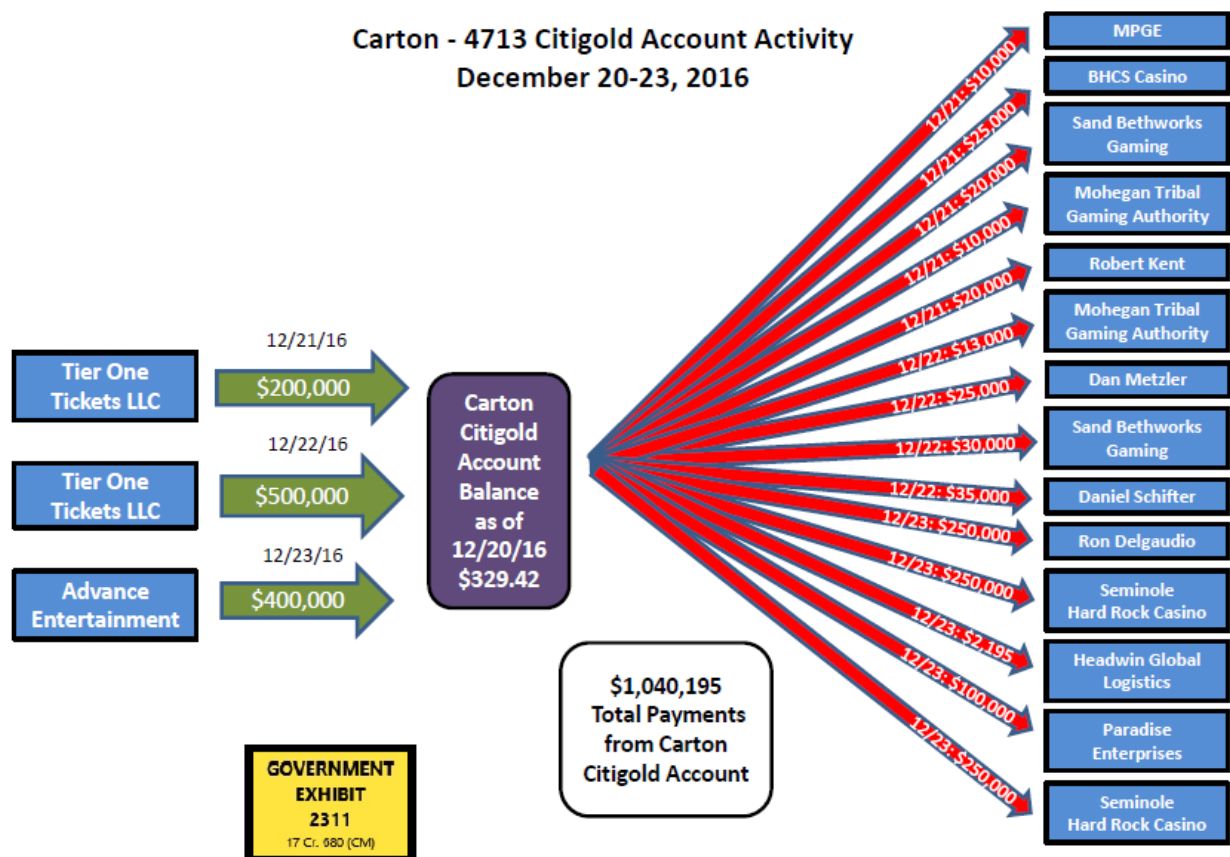 Carton - 4713 Citigold Account Activity
December 20-23, 2016
12/21/16
Tier One
Tickets LLC
$200,000
12/22/16
Tier One
Tickets LLC
$500,000
12/23/16
Advance
Entertainment
$400,000
Carton
Citigold
Account
Balance
as of
12/20/16
$329.42
12/21: $10,000
MPGE
12/21: $25,000
BHCS Casino
12/21: $20,000
Sand Bethworks
Gaming
12/21: $10,000
Mohegan Tribal
Gaming Authority
12/21: $20,000
Robert Kent
12/22: $13,000
Mohegan Tribal
Gaming Authority
12/22: $25,000
Dan Metzler
12/22: $30,000
Sand Bethworks
Gaming
12/22: $35,000
Daniel Schifter
12/23: $250,000
Ron Delgaudio
12/23: $250,000
Seminole
Hard Rock Casino
12/23: $2,195
Headwin Global
Logistics
12/23: $100,000
Paradise
Enterprises
12/23: $250,000
Seminole
Hard Rock Casino
$1,040,195
Total Payments
from Carton
Citigold Account
GOVERNMENT
EXHIBIT
2311
17 Cr. 680 (CM)